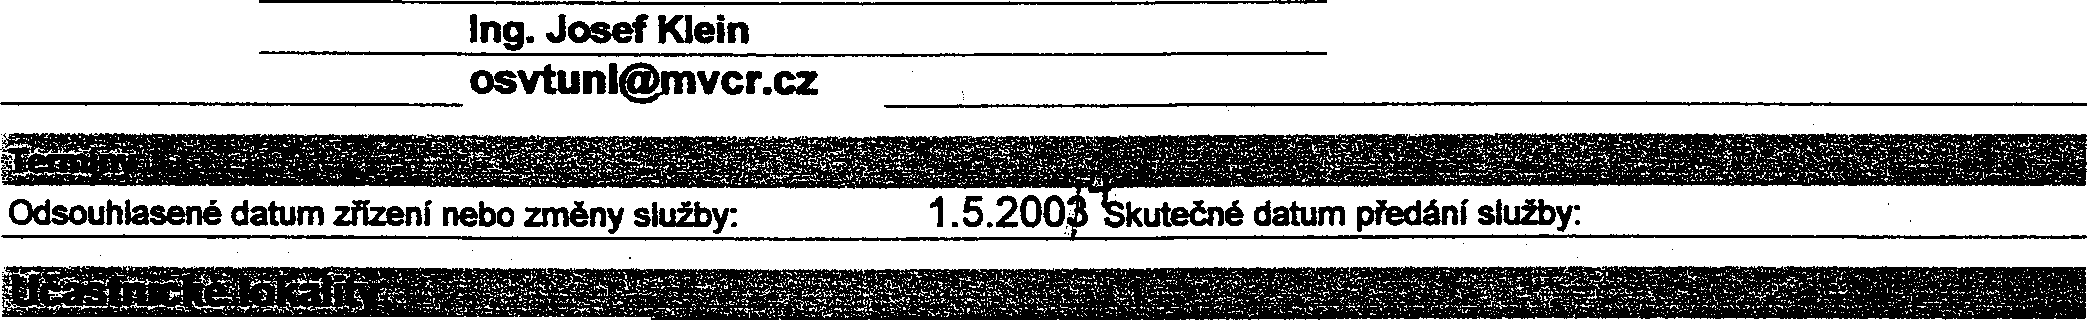 Ing. Josef Klein
osvtunl@mvcr.cz
Termíny
Odsouhlasené datum zřízení nebo změny služby: 1.5.2003 Skutečné datum předání služby:
Účastnické lokality